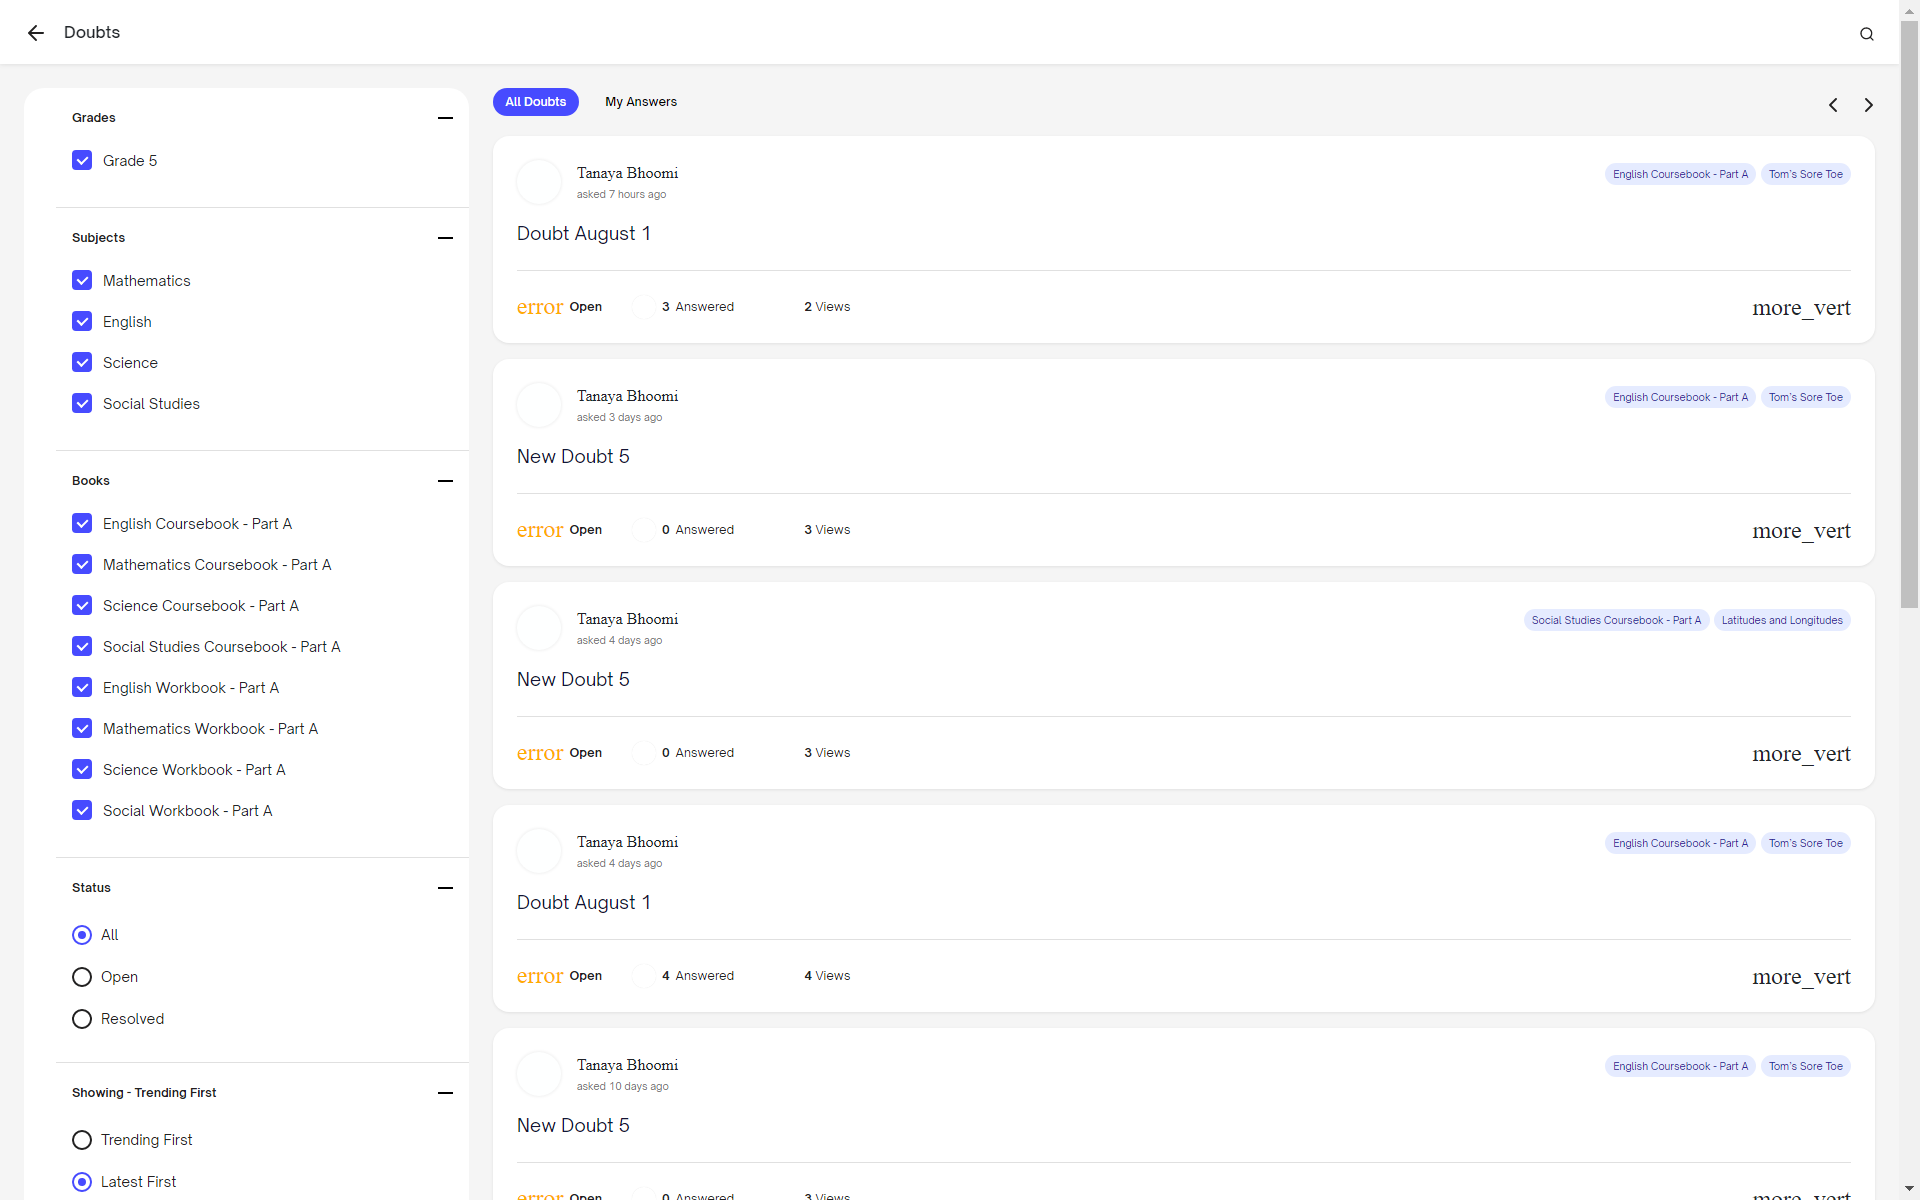 Doubts
Grades
Grade 5
Subjects
Mathematics
English
Science
Social Studies
Books
English Coursebook - Part A
Mathematics Coursebook - Part A
Science Coursebook - Part A
Social Studies Coursebook - Part A
English Workbook - Part A
Mathematics Workbook - Part A
Science Workbook - Part A
Social Workbook - Part A
Status
All
Open
Resolved
Showing - Trending First
Trending First
Latest First
All Doubts My Answers
Tanaya Bhoomi English Coursebook - Part A Tom's Sore Toe
asked 7 hours ago
Doubt August 1
error Open 3 Answered 2 Views more_vert
Tanaya Bhoomi English Coursebook - Part A Tom's Sore Toe
asked 3 days ago
New Doubt 5
error Open 0 Answered 3 Views more_vert
Tanaya Bhoomi Social Studies Coursebook - Part A Latitudes and Longitudes
asked 4 days ago
New Doubt 5
error Open 0 Answered 3 Views more_vert
Tanaya Bhoomi English Coursebook - Part A Tom's Sore Toe
asked 4 days ago
Doubt August 1
error Open 4 Answered 4 Views more_vert
Tanaya Bhoomi English Coursebook - Part A Tom's Sore Toe
asked 10 days ago
New Doubt 5
error Open 0 Answered 3 Views more_vert